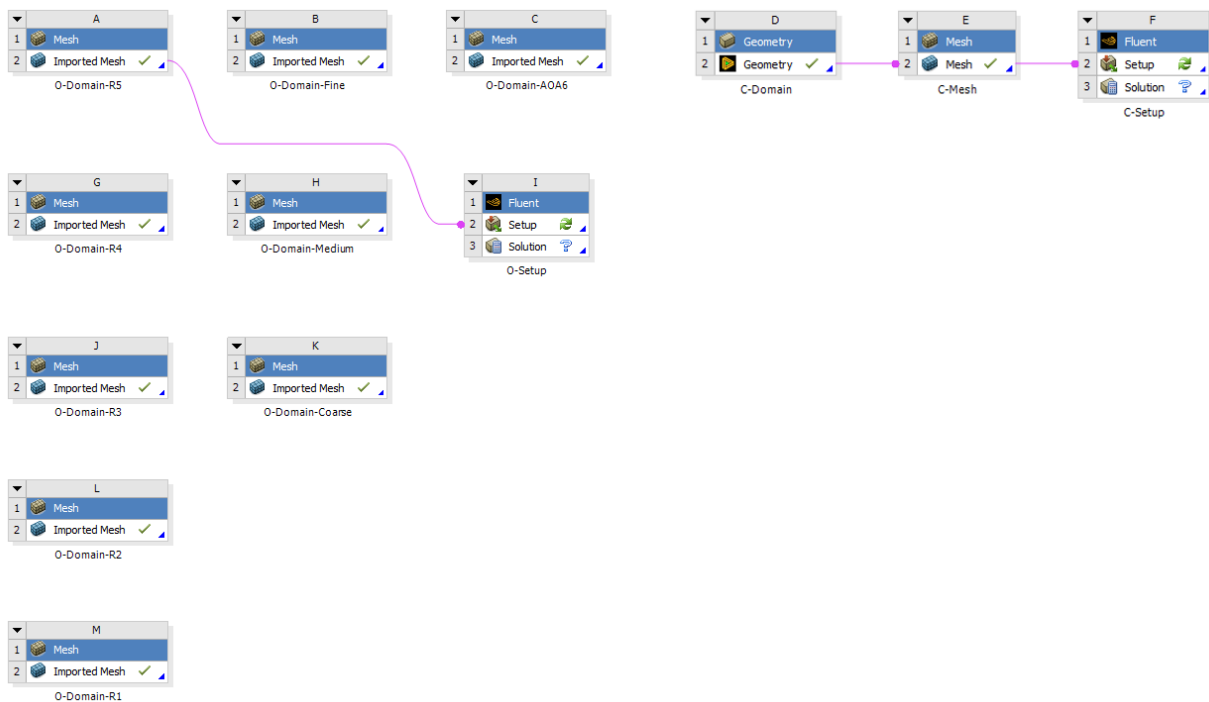 A
1 Mesh
2 Imported Mesh
O-Domain-R5
B
1 Mesh
2 Imported Mesh
O-Domain-Fine
C
1 Mesh
2 Imported Mesh
O-Domain-AOA6
D
1 Geometry
2 Geometry
C-Domain
E
1 Mesh
2 Mesh
C-Mesh
F
1 Fluent
2 Setup
3 Solution ?
C-Setup
G
1 Mesh
2 Imported Mesh
O-Domain-R4
H
1 Mesh
2 Imported Mesh
O-Domain-Medium
I
1 Fluent
2 Setup
3 Solution ?
O-Setup
J
1 Mesh
2 Imported Mesh
O-Domain-R3
K
1 Mesh
2 Imported Mesh
O-Domain-Coarse
L
1 Mesh
2 Imported Mesh
O-Domain-R2
M
1 Mesh
2 Imported Mesh
O-Domain-R1